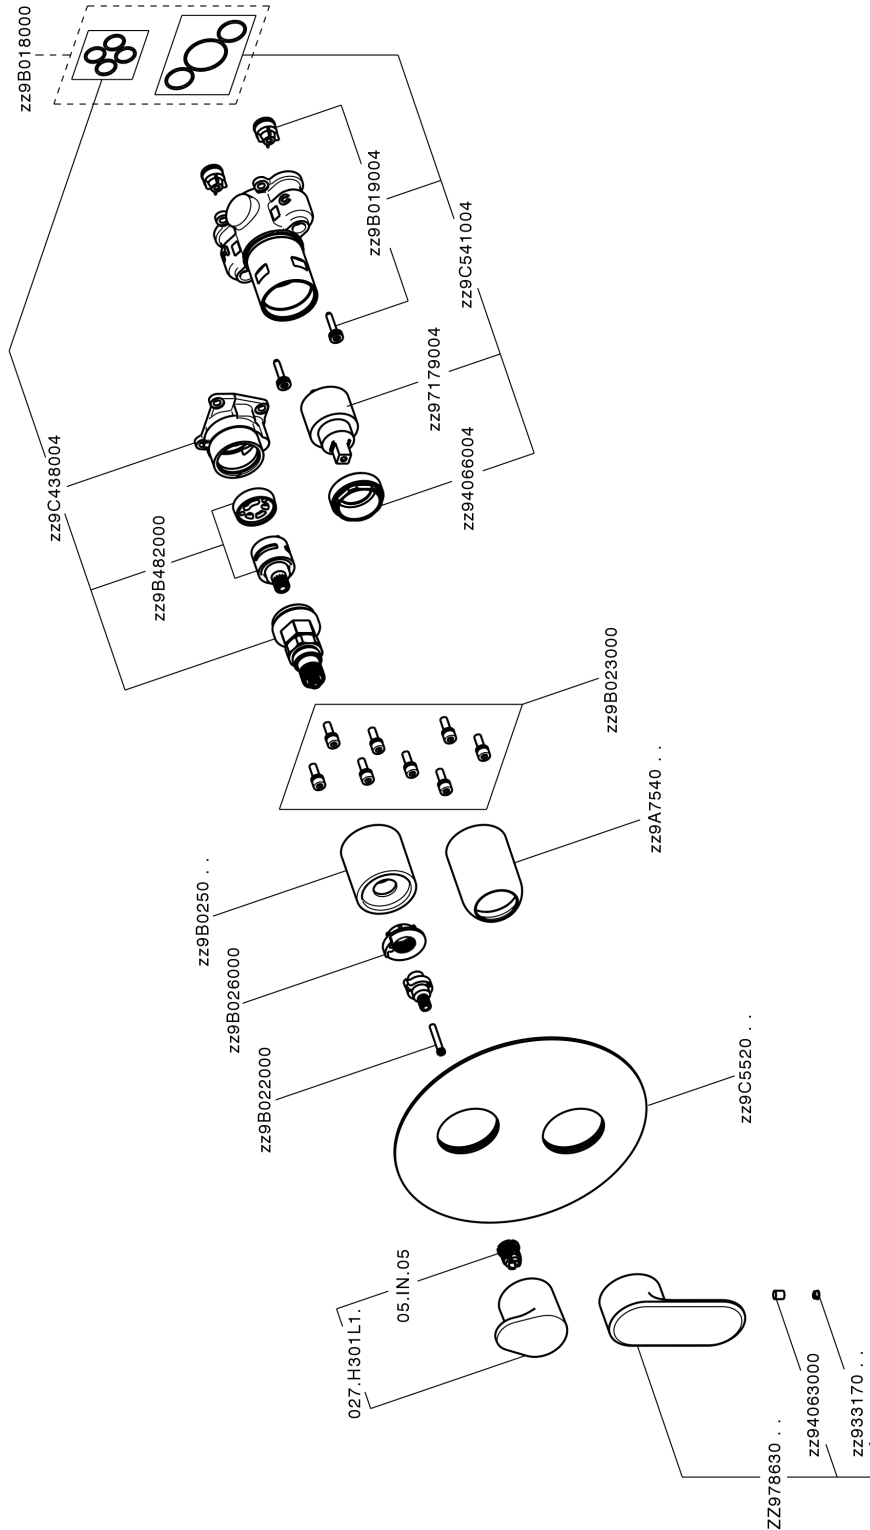 zz9B018000
zz9B019004
zz9C541004
zz97179004
zz94066004
zz9C438004
zz9B482000
zz9B023000
zz9A7540 . .
zz9B0250 . .
zz9B026000
zz9B022000
zz9C5520 . .
05.IN.05
027.H301L1.
zz94063000
zz933170 . .
ZZ978630 . .